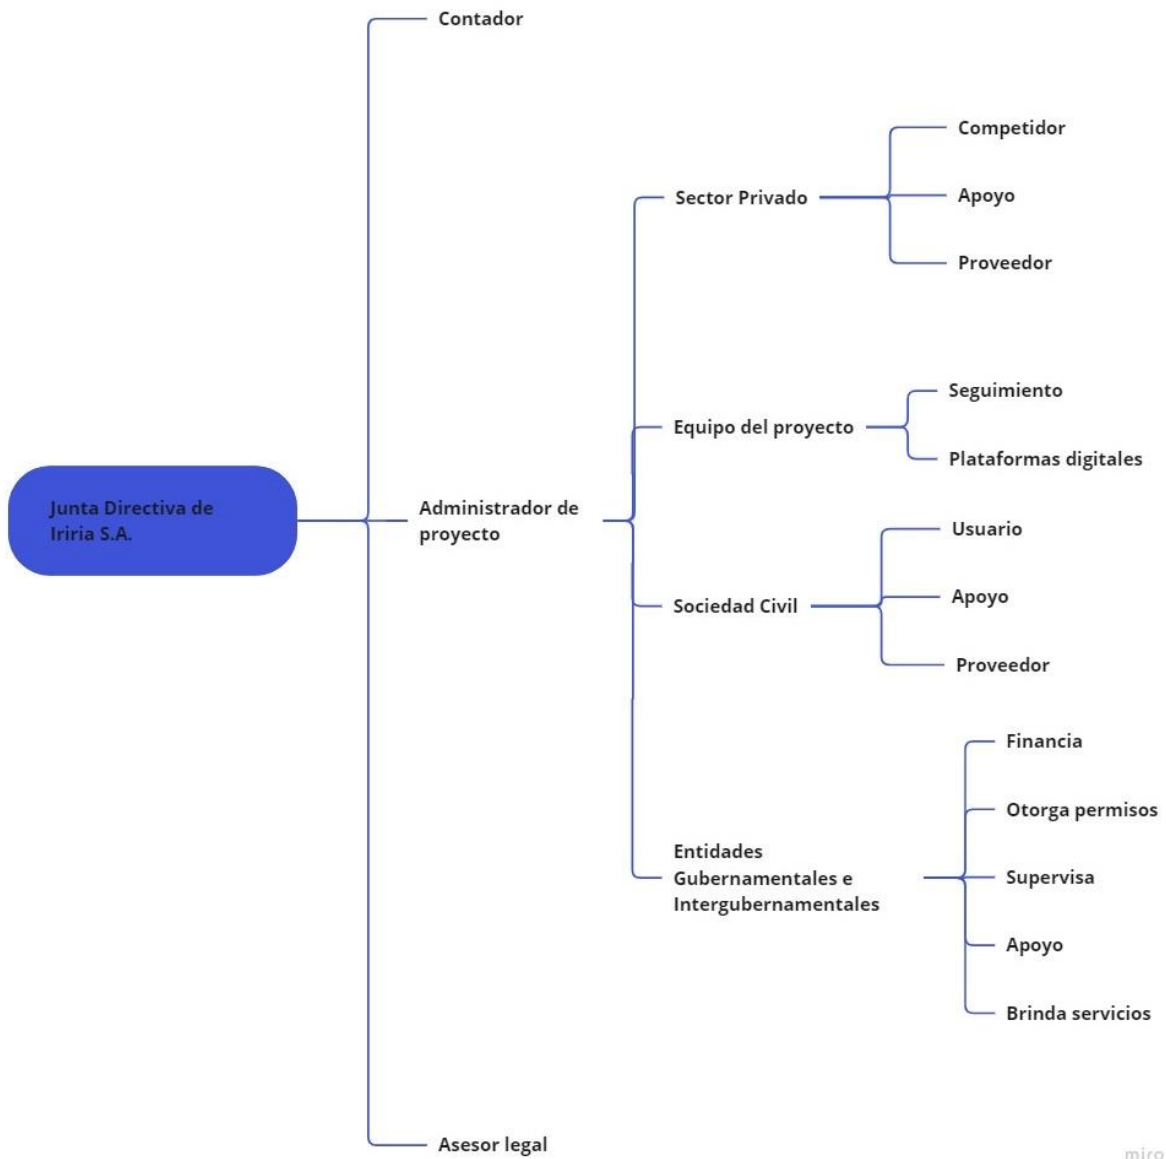 Contador
Competidor
Sector Privado
Apoyo
Proveedor
Seguimiento
Equipo del proyecto
Plataformas digitales
Junta Directiva de
Iriria S.A.
Administrador de
proyecto
Usuario
Sociedad Civil
Apoyo
Proveedor
Financia
Otorga permisos
Entidades
Gubernamentales e
Intergubernamentales
Supervisa
Apoyo
Brinda servicios
Asesor legal
miro